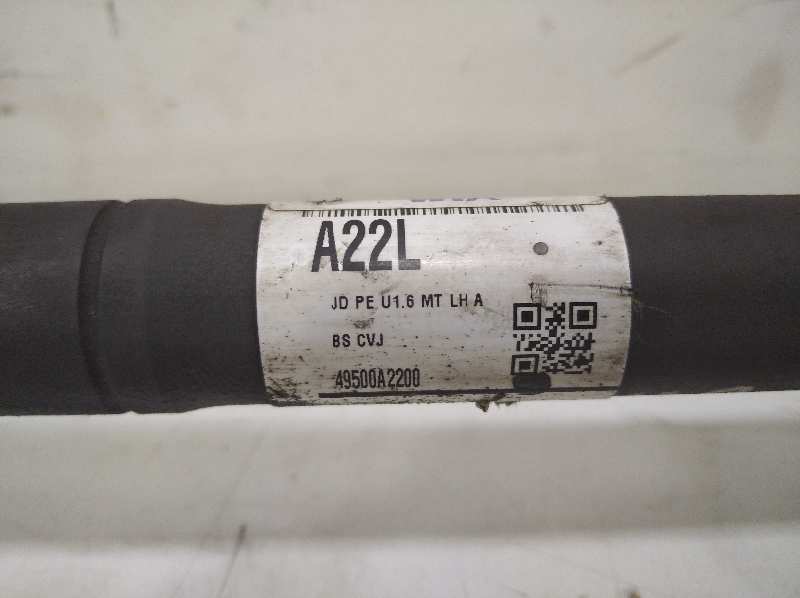 A22L
JD PE U1.6 MT LH A
BS CVJ
49500A2200